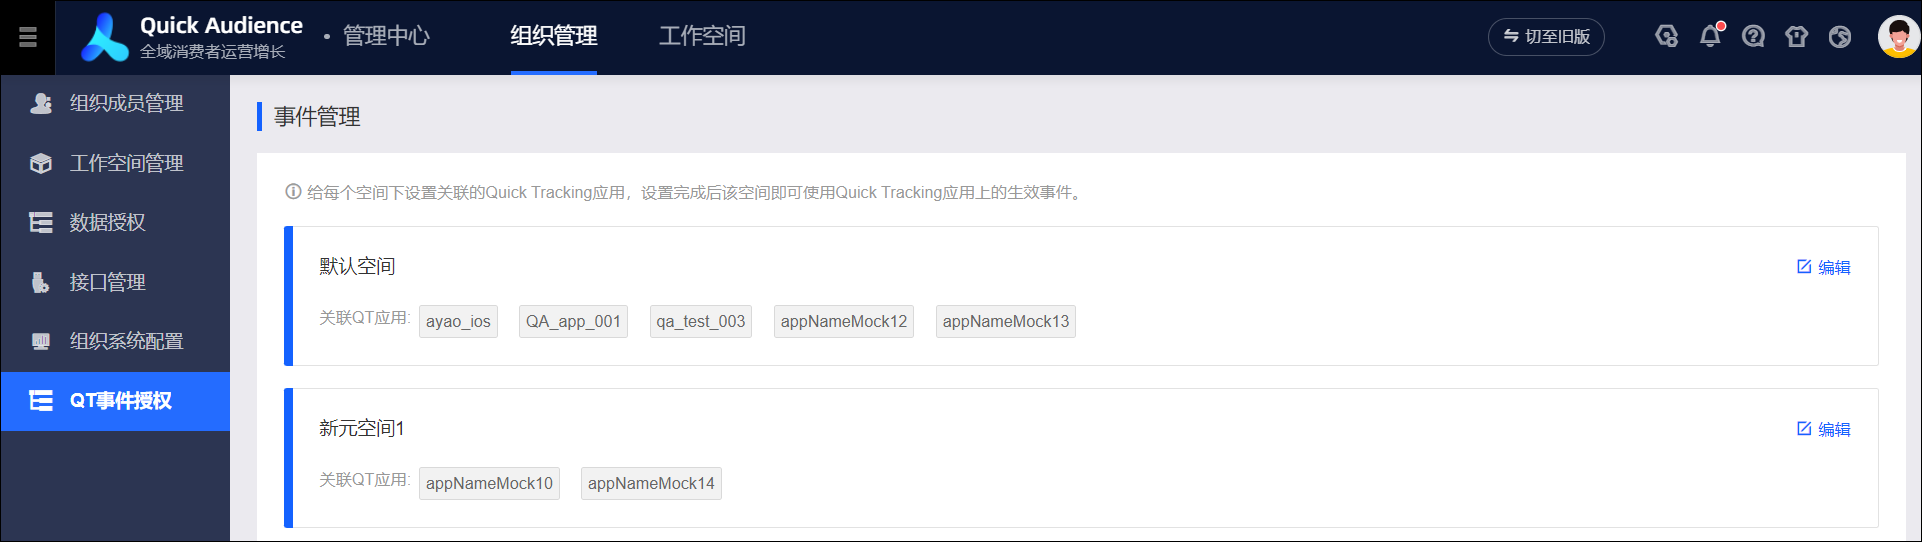 Quick Audience
全域消费者运营增长
• 管理中心 组织管理 工作空间
切至旧版
组织成员管理
工作空间管理
数据授权
接口管理
组织系统配置
QT事件授权
事件管理
给每个空间下设置关联的Quick Tracking应用，设置完成后该空间即可使用Quick Tracking应用上的生效事件。
默认空间 编辑
关联QT应用: ayao_ios QA_app_001 qa_test_003 appNameMock12 appNameMock13
新元空间1 编辑
关联QT应用: appNameMock10 appNameMock14